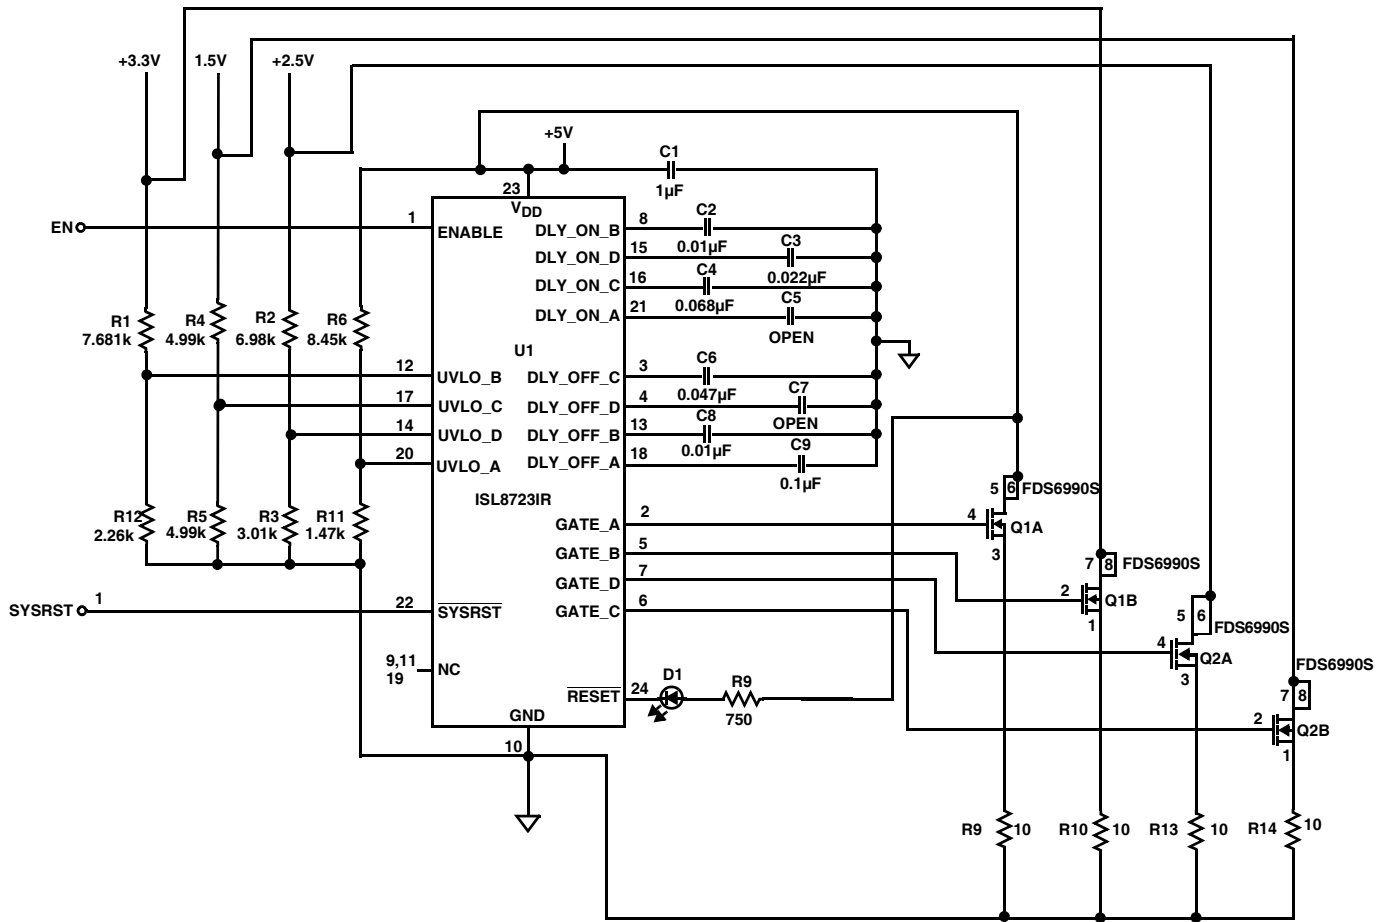 +3.3V 1.5V +2.5V
+5V
C1
1µF
23
VDD
EN
1
ENABLE
DLY_ON_B
8
C2
0.01µF
DLY_ON_D
15
C3
0.022µF
DLY_ON_C
16
C4
0.068µF
DLY_ON_A
21
C5
OPEN
R1
7.681k
R4
4.99k
R2
6.98k
R6
8.45k
U1
12
UVLO_B
17
UVLO_C
14
UVLO_D
20
UVLO_A
DLY_OFF_C
3
C6
0.047µF
DLY_OFF_D
4
C7
OPEN
DLY_OFF_B
13
C8
0.01µF
DLY_OFF_A
18
C9
0.1µF
ISL8723IR
R12
2.26k
R5
4.99k
R3
3.01k
R11
1.47k
GATE_A
2
GATE_B
5
GATE_D
7
GATE_C
6
5 6 FDS6990S
4
Q1A
3
7 8 FDS6990S
2
Q1B
1
5 6 FDS6990S
4
Q2A
3
FDS6990S
7 8
2
Q2B
1
SYSRST
1
22
SYSRST
9,11
19
NC
RESET
24
D1
R9
750
GND
10
R9 10
R10 10
R13 10
R14 10